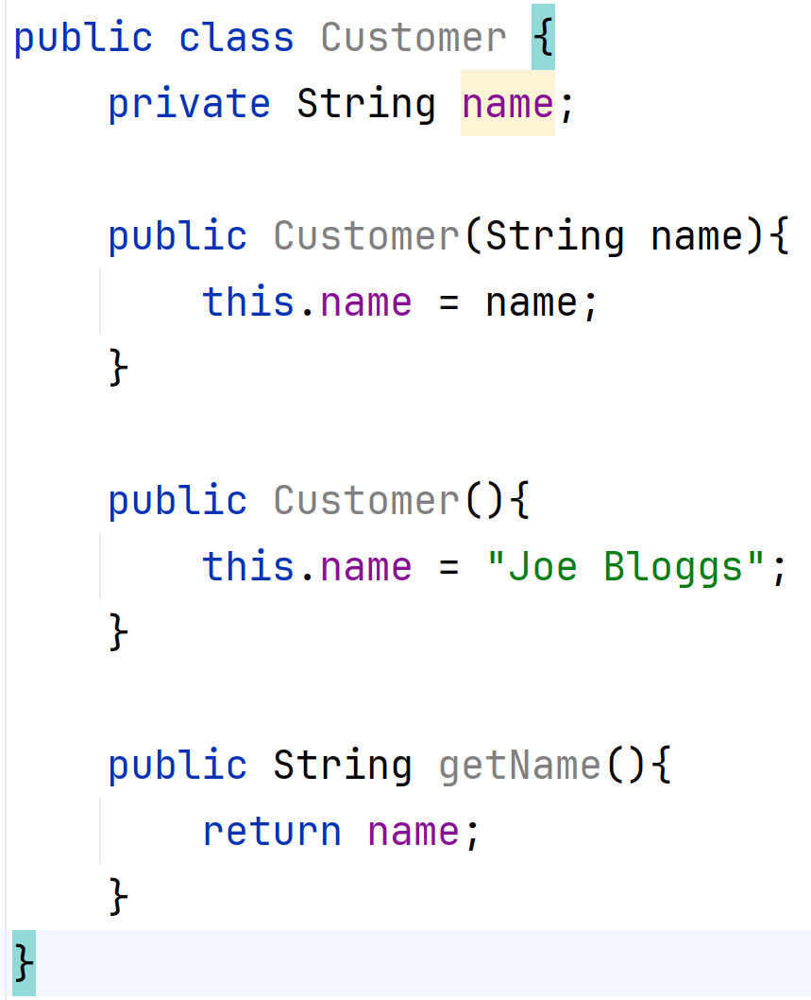 public class Customer {
    private String name;

    public Customer(String name){
        this.name = name;
    }

    public Customer(){
        this.name = "Joe Bloggs";
    }

    public String getName(){
        return name;
    }
}